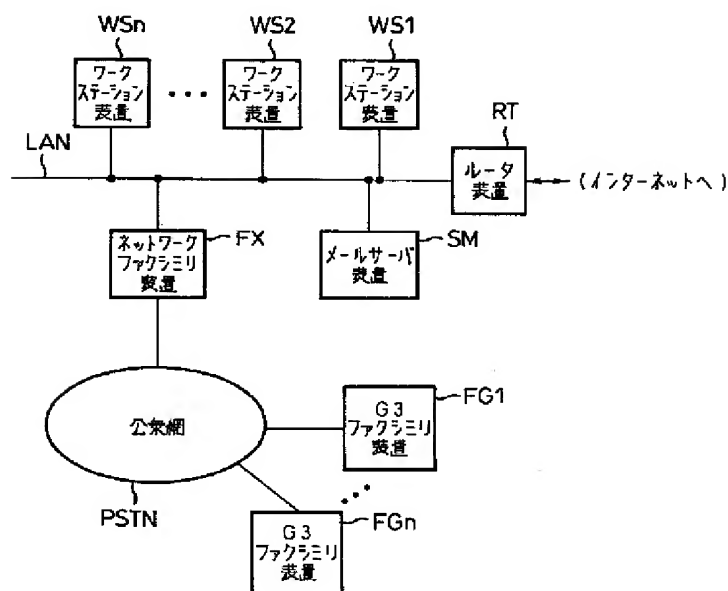 WSn
WS2
WS1
ワーク
ステーション
装置
ワーク
ステーション
装置
ワーク
ステーション
装置
RT
LAN
ルータ
装置
(インターネットへ)
ネットワーク
ファクシミリ
装置
FX
メールサーバ
装置
SM
公衆網
PSTN
G3
ファクシミリ
装置
FG1
G3
ファクシミリ
装置
FGn